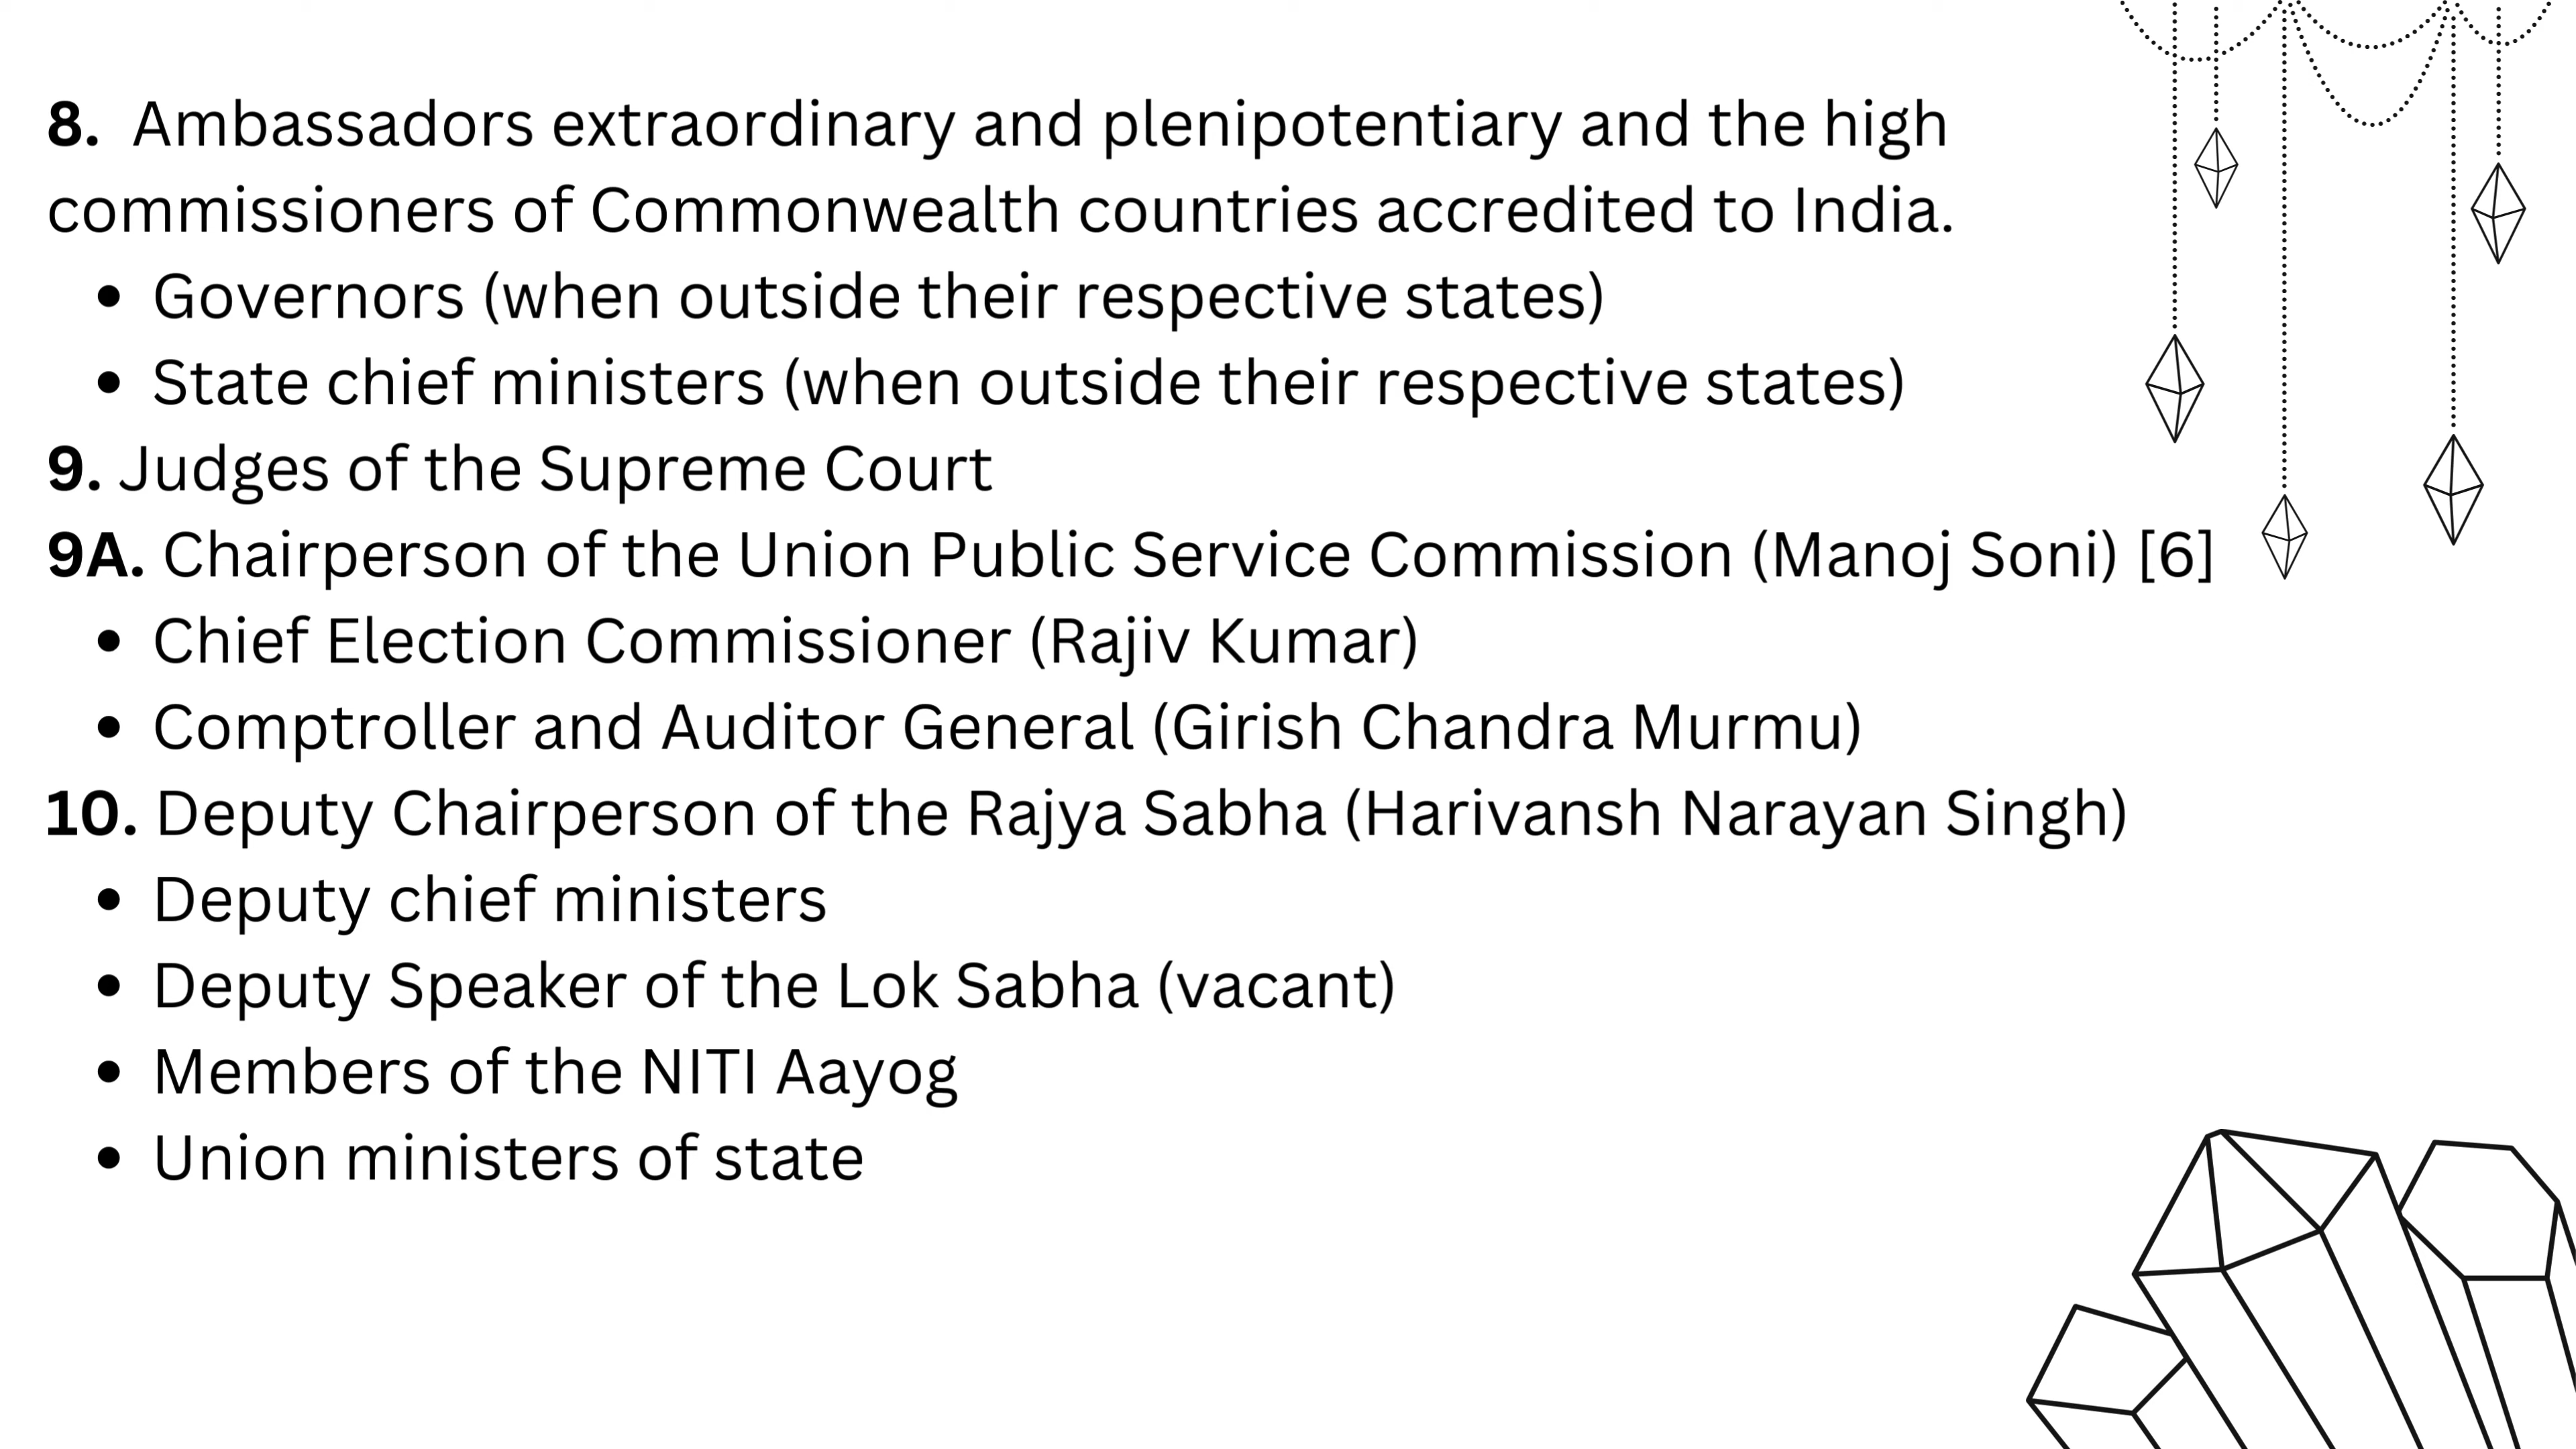 8. Ambassadors extraordinary and plenipotentiary and the high
commissioners of Commonwealth countries accredited to India.
• Governors (when outside their respective states)
• State chief ministers (when outside their respective states)
9. Judges of the Supreme Court
9A. Chairperson of the Union Public Service Commission (Manoj Soni) [6]
• Chief Election Commissioner (Rajiv Kumar)
• Comptroller and Auditor General (Girish Chandra Murmu)
10. Deputy Chairperson of the Rajya Sabha (Harivansh Narayan Singh)
• Deputy chief ministers
• Deputy Speaker of the Lok Sabha (vacant)
• Members of the NITI Aayog
• Union ministers of state